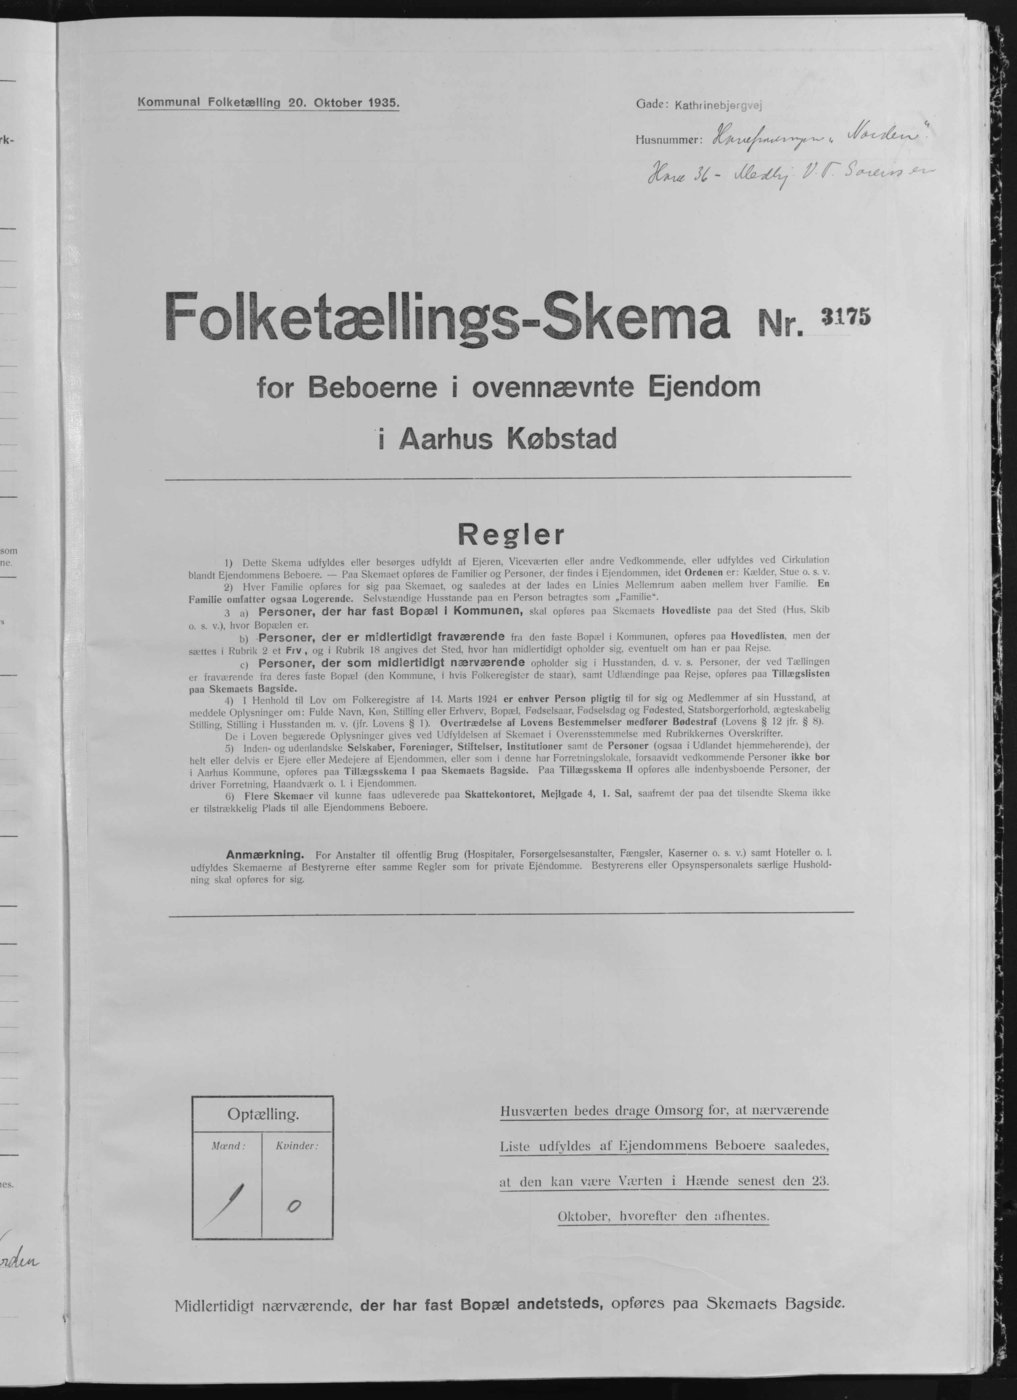 Kommunal Folketælling 20. Oktober 1935.
Gade: Kathrinebjergvej
Husnummer: Haveforeningen „Norden“.
Have 36 - Medlj. V. T. Sørensen
Folketællings-Skema Nr. 3175
for Beboerne i ovennævnte Ejendom
i Aarhus Købstad
Regler
1) Dette Skema udfyldes eller besørges udfyldt af Ejeren, Viceværten eller andre Vedkommende, eller udfyldes ved Cirkulation
blandt Ejendommens Beboere. — Paa Skemaet opføres de Familier og Personer, der findes i Ejendommen, idet Ordenen er: Kælder, Stue o. s. v.
2) Hver Familie opføres for sig paa Skemaet, og saaledes at der lades en Linies Mellemrum aaben mellem hver Familie. En
Familie omfatter ogsaa Logerende. Selvstændige Husstande paa en Person betragtes som „Familie“.
3 a) Personer, der har fast Bopæl i Kommunen, skal opføres paa Skemaets Hovedliste paa det Sted (Hus, Skib
o. s. v.), hvor Bopælen er.
b) Personer, der er midlertidigt fraværende fra den faste Bopæl i Kommunen, opføres paa Hovedlisten, men der
sættes i Rubrik 2 et Frv, og i Rubrik 18 angives det Sted, hvor han midlertidigt opholder sig, eventuelt om han er paa Rejse.
c) Personer, der som midlertidigt nærværende opholder sig i Husstanden, d. v. s. Personer, der ved Tællingen
er fraværende fra deres faste Bopæl (den Kommune, i hvis Folkeregister de staar), samt Udlændinge paa Rejse, opføres paa Tillægslisten
paa Skemaets Bagside.
4) I Henhold til Lov om Folkeregistre af 14. Marts 1924 er enhver Person pligtig til for sig og Medlemmer af sin Husstand, at
meddele Oplysninger om: Fulde Navn, Køn, Stilling eller Erhverv, Bopæl, Fødselsaar, Fødselsdag og Fødested, Statsborgerforhold, ægteskabelig
Stilling, Stilling i Husstanden m. v. (jfr. Lovens § 1). Overtrædelse af Lovens Bestemmelser medfører Bødestraf (Lovens § 12 jfr. § 8).
De i Loven begærede Oplysninger gives ved Udfyldelsen af Skemaet i Overensstemmelse med Rubrikkernes Overskrifter.
5) Inden- og udenlandske Selskaber, Foreninger, Stiftelser, Institutioner samt de Personer (ogsaa i Udlandet hjemmehørende), der
helt eller delvis er Ejere eller Medejere af Ejendommen, eller som i denne har Forretningslokale, forsaavidt vedkommende Personer ikke bor
i Aarhus Kommune, opføres paa Tillægsskema I paa Skemaets Bagside. Paa Tillægsskema II opføres alle indenbysboende Personer, der
driver Forretning, Haandværk o. l. i Ejendommen.
6) Flere Skemaer vil kunne faas udleverede paa Skattekontoret, Mejlgade 4, 1. Sal, saafremt der paa det tilsendte Skema ikke
er tilstrækkelig Plads til alle Ejendommens Beboere.
Anmærkning. For Anstalter til offentlig Brug (Hospitaler, Forsørgelsesanstalter, Fængsler, Kaserner o. s. v.) samt Hoteller o. l.
udfyldes Skemaerne af Bestyrerne efter samme Regler som for private Ejendomme. Bestyrerens eller Opsynspersonalets særlige Hushold-
ning skal opføres for sig.
Optælling.
Mænd: Kvinder:
1 0
Husværten bedes drage Omsorg for, at nærværende
Liste udfyldes af Ejendommens Beboere saaledes,
at den kan være Værten i Hænde senest den 23.
Oktober, hvorefter den afhentes.
Midlertidigt nærværende, der har fast Bopæl andetsteds, opføres paa Skemaets Bagside.